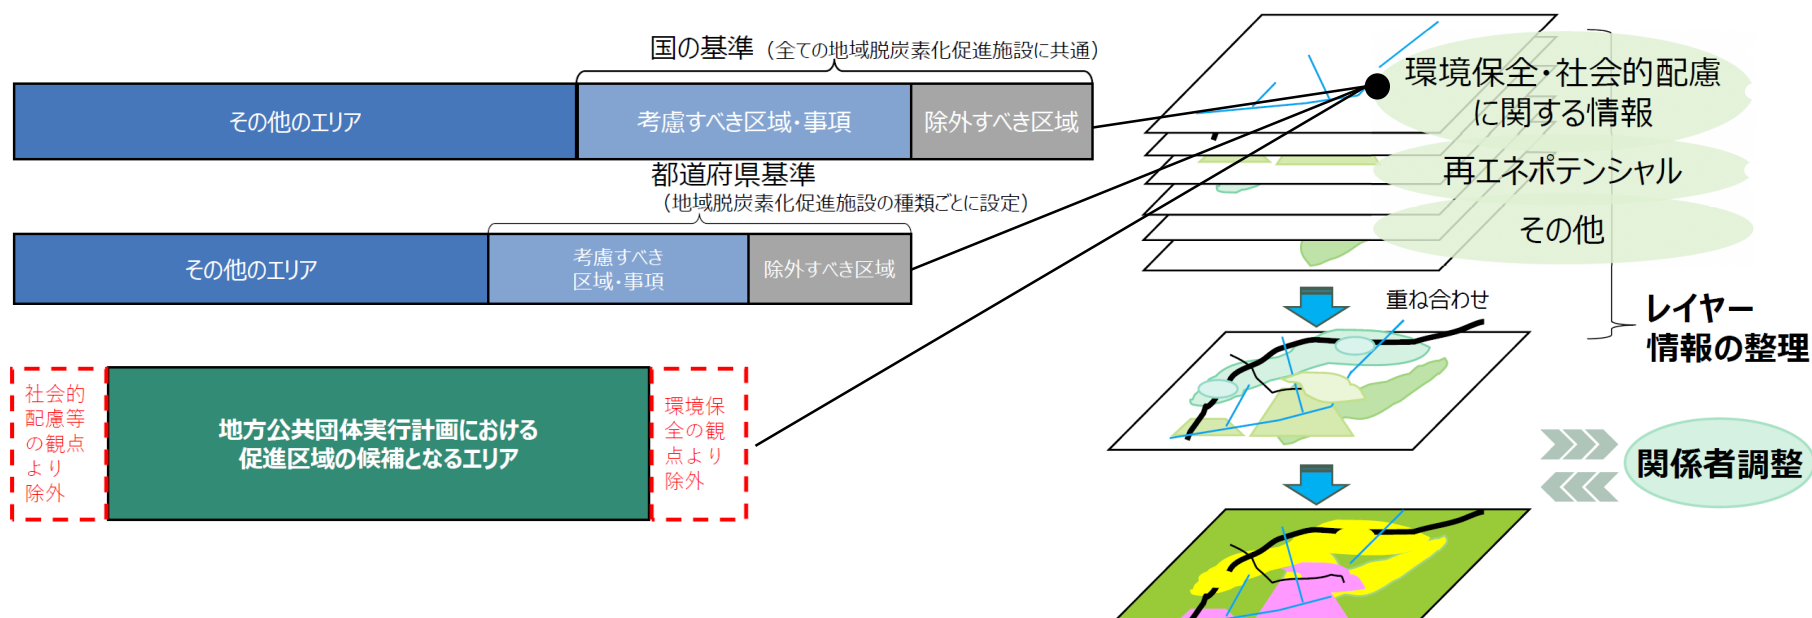 国の基準（全ての地域脱炭素化促進施設に共通）
その他のエリア
考慮すべき区域・事項
除外すべき区域
都道府県基準
（地域脱炭素化促進施設の種類ごとに設定）
その他のエリア
考慮すべき
区域・事項
除外すべき区域
社会的
配慮等
の観点
より
除外
地方公共団体実行計画における
促進区域の候補となるエリア
環境保
全の観
点より
除外
環境保全・社会的配慮
に関する情報
再エネポテンシャル
その他
重ね合わせ
レイヤー
情報の整理
関係者調整